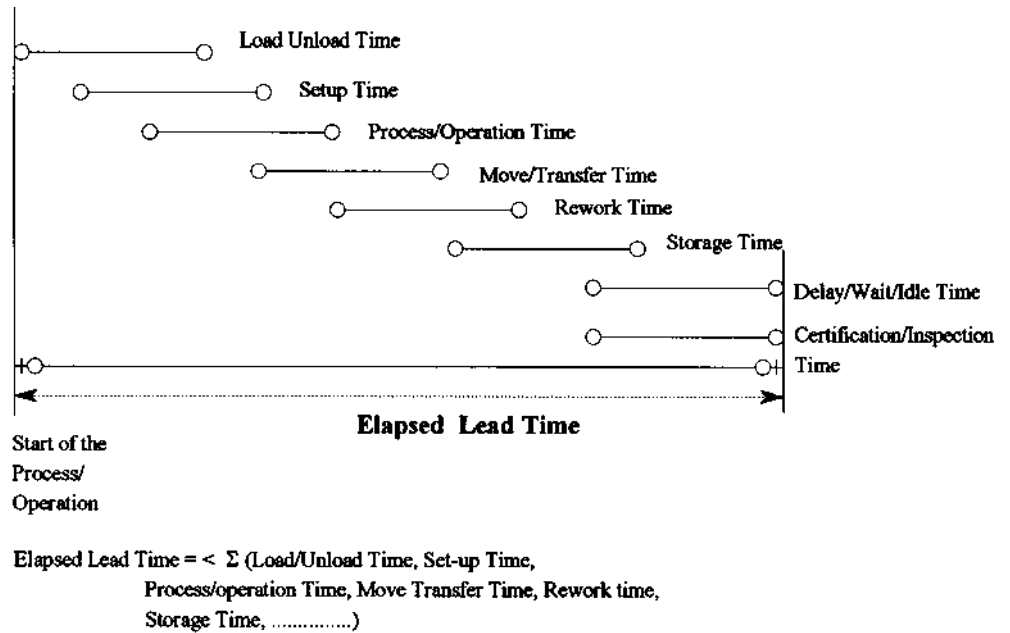 Load Unload Time
Setup Time
Process/Operation Time
Move/Transfer Time
Rework Time
Storage Time
Delay/Wait/Idle Time
Certification/Inspection
Time
Elapsed Lead Time
Start of the
Process/
Operation
Elapsed Lead Time = < Σ (Load/Unload Time, Set-up Time,
Process/operation Time, Move Transfer Time, Rework time,
Storage Time, ...............)